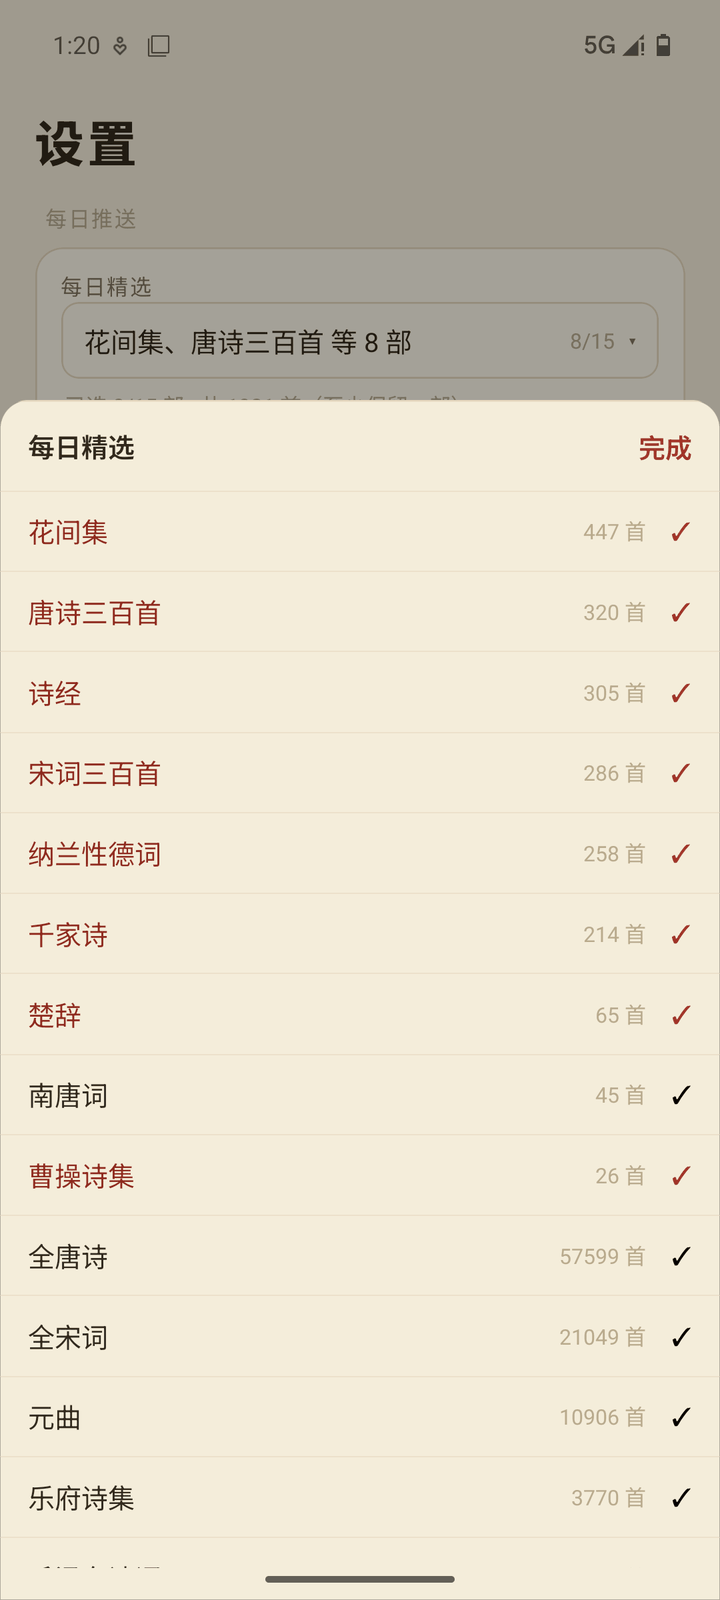 1:20
5G
设置
每日推送
每日精选
花间集、唐诗三百首 等 8 部 8/15 ▾
每日精选 完成
花间集 447 首 ✓
唐诗三百首 320 首 ✓
诗经 305 首 ✓
宋词三百首 286 首 ✓
纳兰性德词 258 首 ✓
千家诗 214 首 ✓
楚辞 65 首 ✓
南唐词 45 首 ✓
曹操诗集 26 首 ✓
全唐诗 57599 首 ✓
全宋词 21049 首 ✓
元曲 10906 首 ✓
乐府诗集 3770 首 ✓